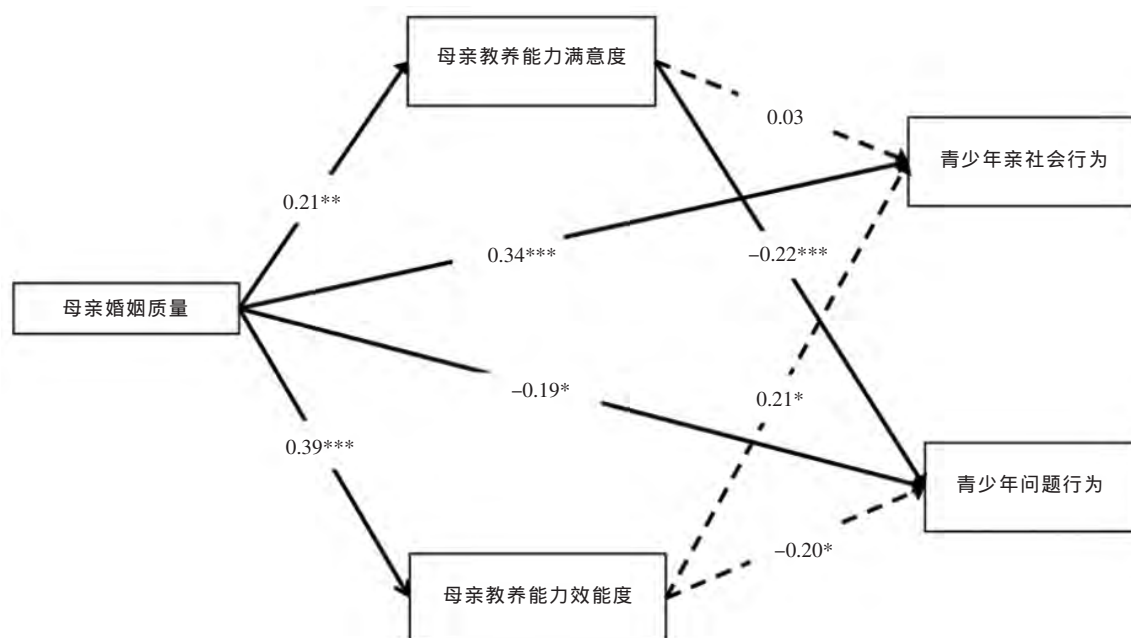 母亲教养能力满意度
0.03
青少年亲社会行为
0.21**
0.34***
−0.22***
母亲婚姻质量
−0.19*
0.21*
0.39***
青少年问题行为
−0.20*
母亲教养能力效能度